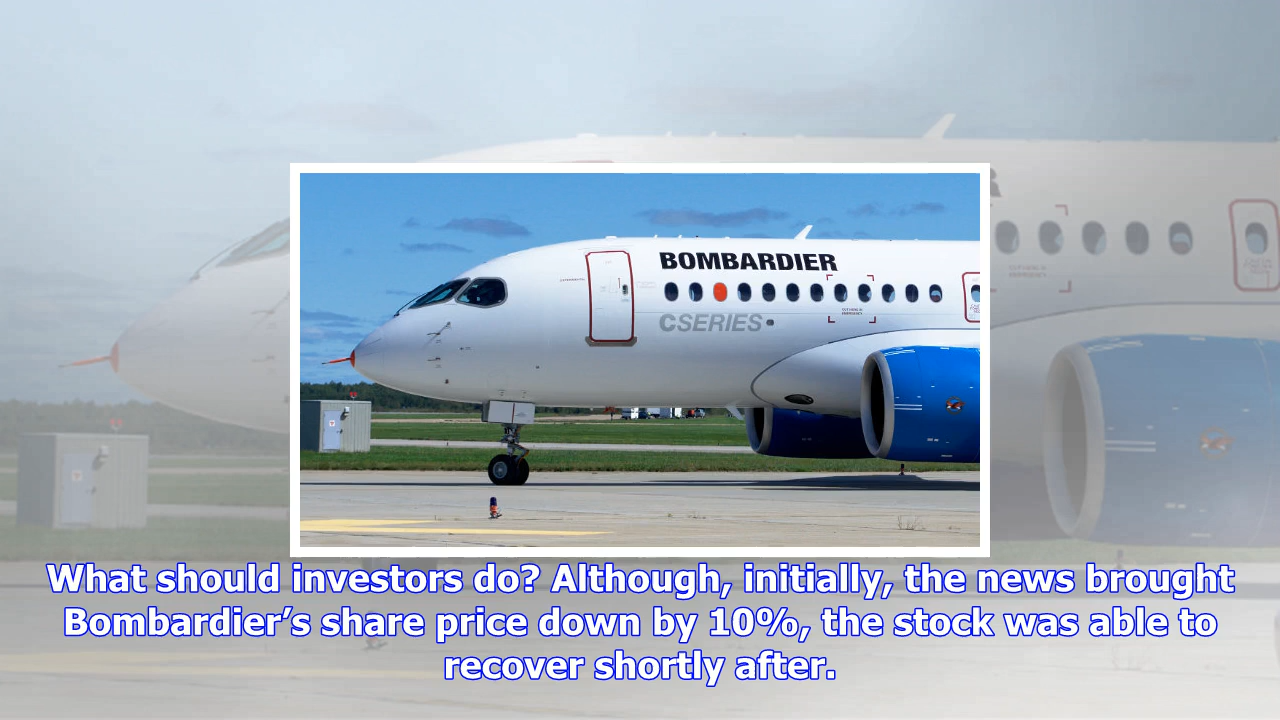 BOMBARDIER
CSERIES
What should investors do? Although, initially, the news brought
Bombardier’s share price down by 10%, the stock was able to
recover shortly after.